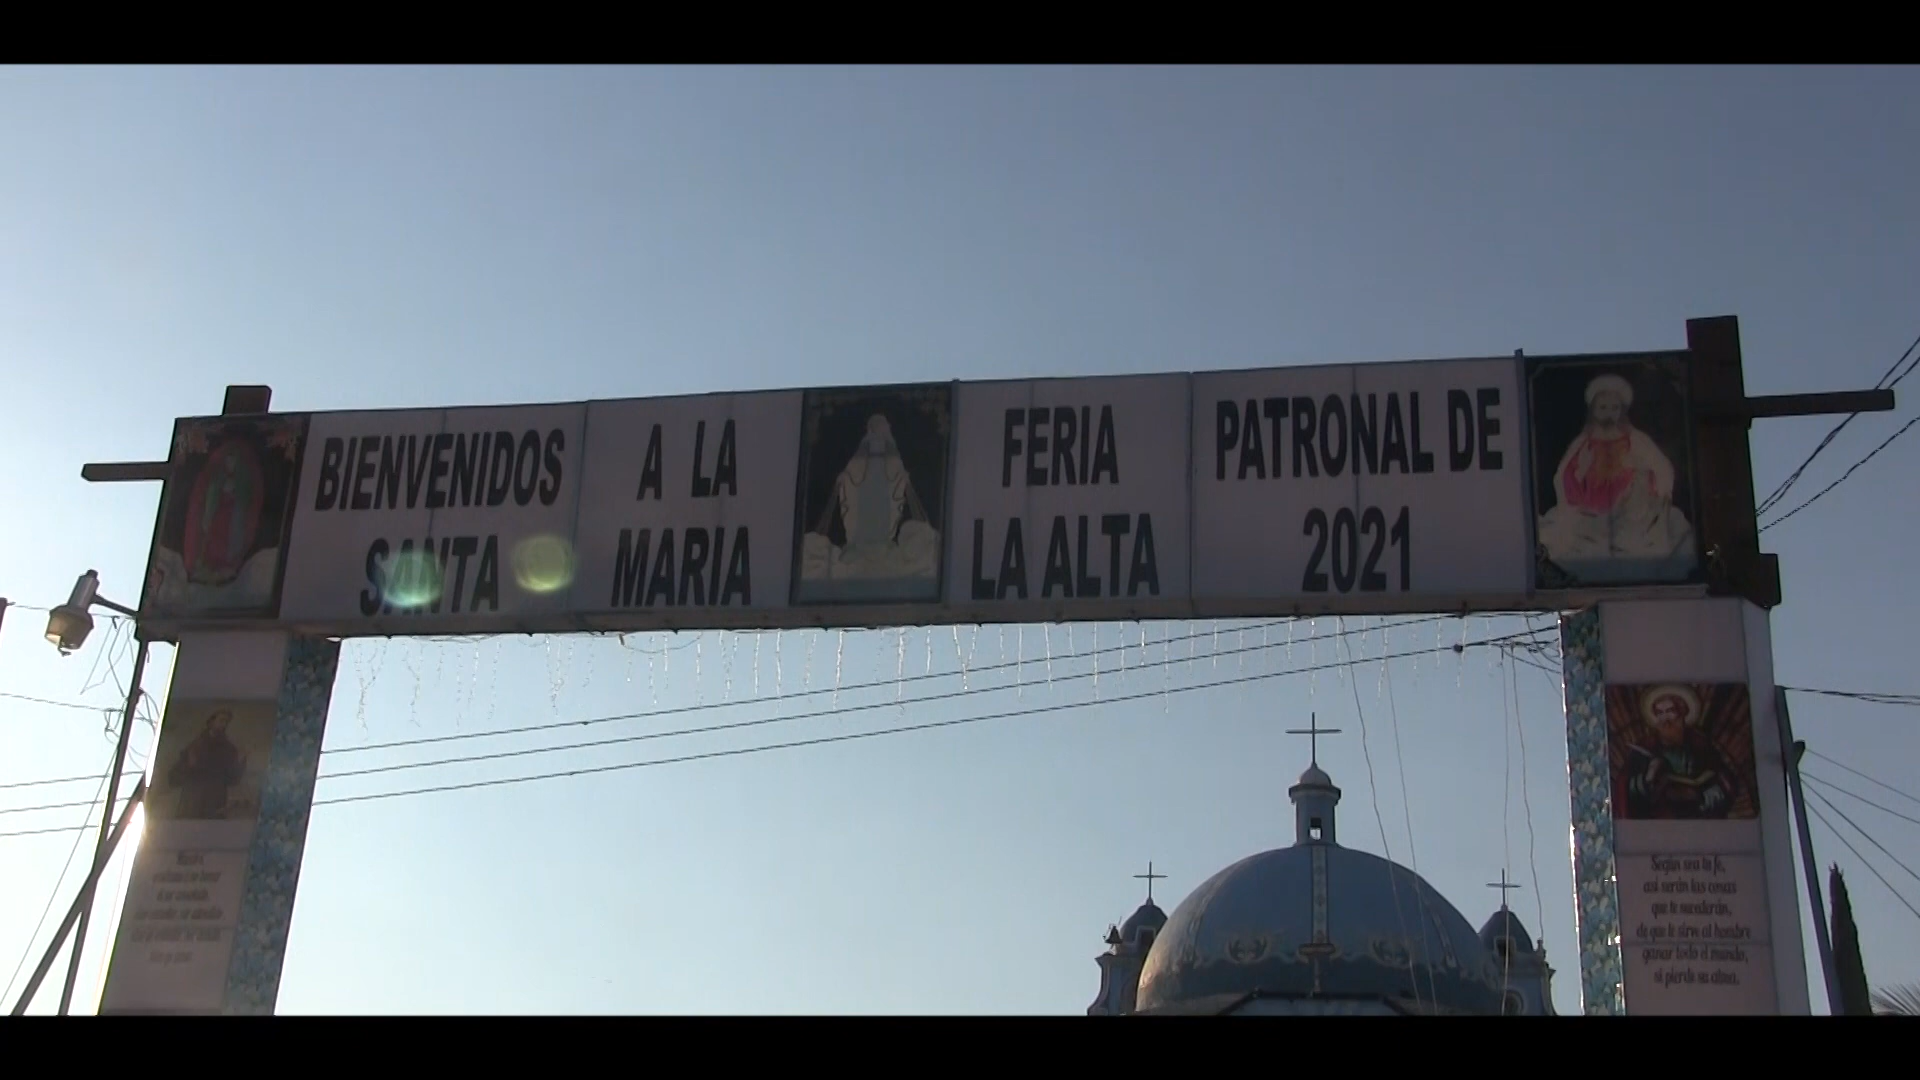 BIENVENIDOS A LA FERIA PATRONAL DE
SANTA MARIA LA ALTA 2021
Según sea tu fe,
así serán las cosas
que te sucederán,
de que le sirve al hombre
ganar todo el mundo,
si pierde su alma.